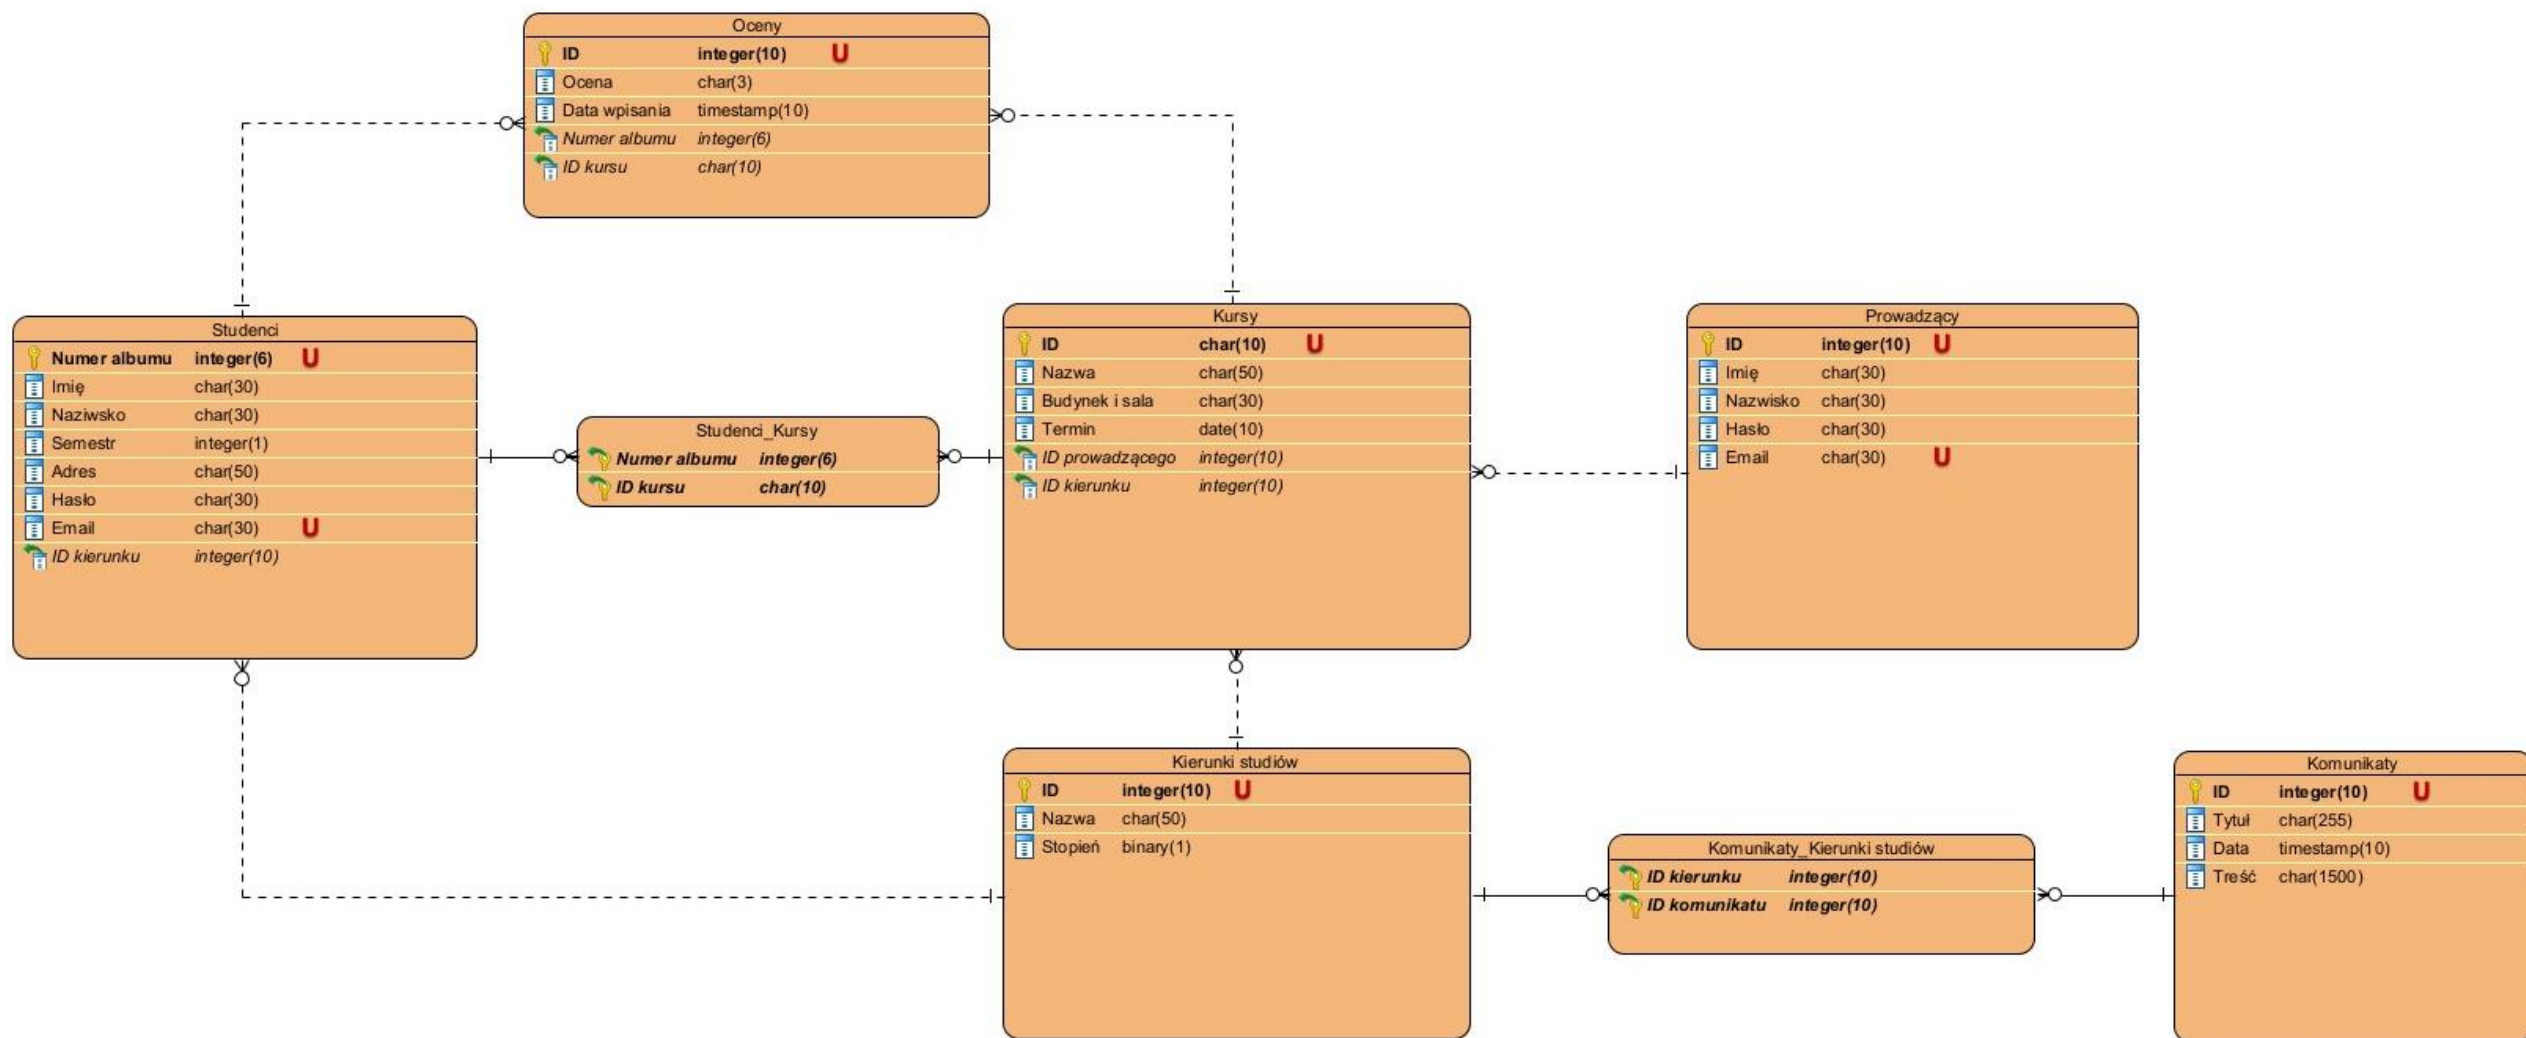 Oceny
ID integer(10) U
Ocena char(3)
Data wpisania timestamp(10)
Numer albumu integer(6)
ID kursu char(10)
Studenci
Numer albumu integer(6) U
Imię char(30)
Naziwsko char(30)
Semestr integer(1)
Adres char(50)
Hasło char(30)
Email char(30) U
ID kierunku integer(10)
Studenci_Kursy
Numer albumu integer(6)
ID kursu char(10)
Kursy
ID char(10) U
Nazwa char(50)
Budynek i sala char(30)
Termin date(10)
ID prowadzącego integer(10)
ID kierunku integer(10)
Prowadzący
ID integer(10) U
Imię char(30)
Nazwisko char(30)
Hasło char(30)
Email char(30) U
Kierunki studiów
ID integer(10) U
Nazwa char(50)
Stopień binary(1)
Komunikaty_Kierunki studiów
ID kierunku integer(10)
ID komunikatu integer(10)
Komunikaty
ID integer(10) U
Tytuł char(255)
Data timestamp(10)
Treść char(1500)